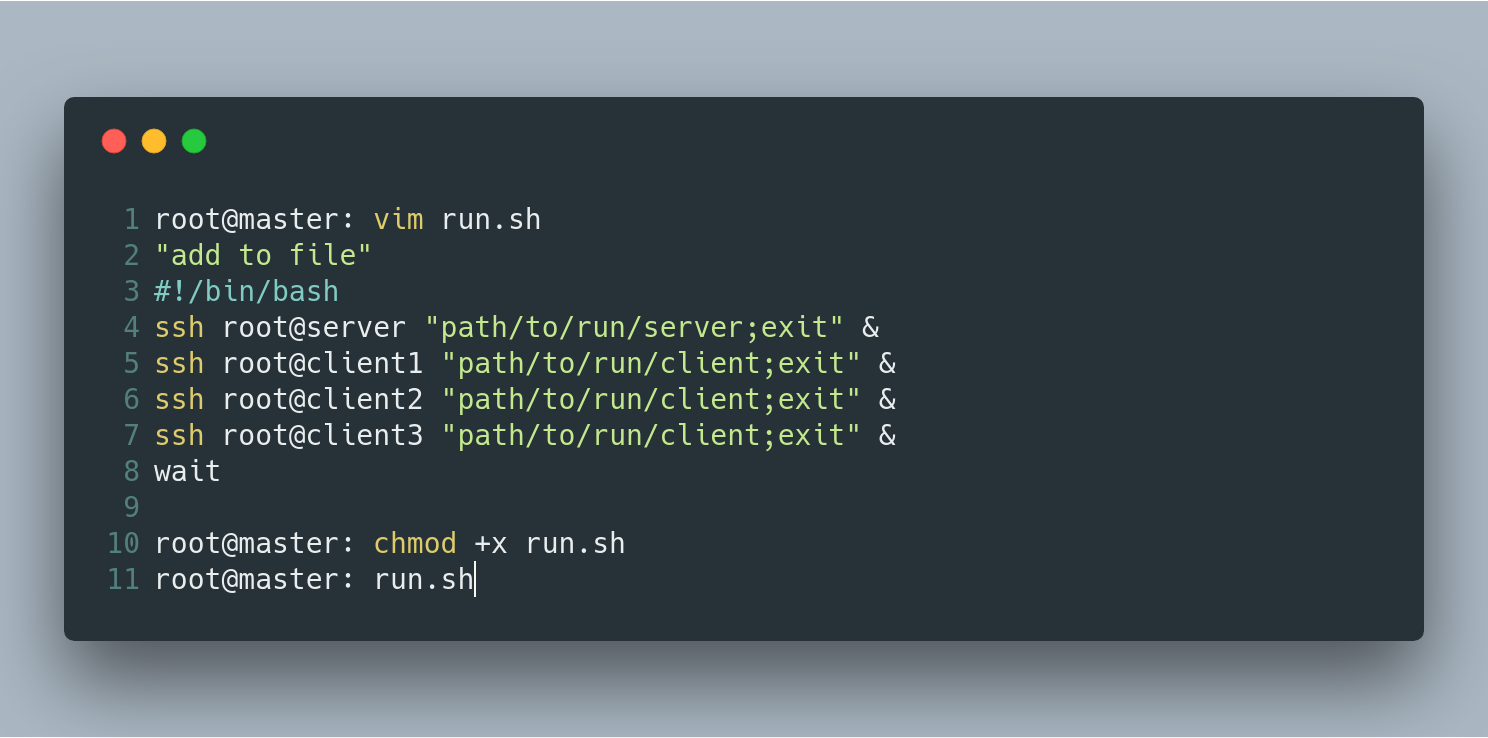 1 root@master: vim run.sh
2 "add to file"
3 #!/bin/bash
4 ssh root@server "path/to/run/server;exit" &
5 ssh root@client1 "path/to/run/client;exit" &
6 ssh root@client2 "path/to/run/client;exit" &
7 ssh root@client3 "path/to/run/client;exit" &
8 wait
9
10 root@master: chmod +x run.sh
11 root@master: run.sh